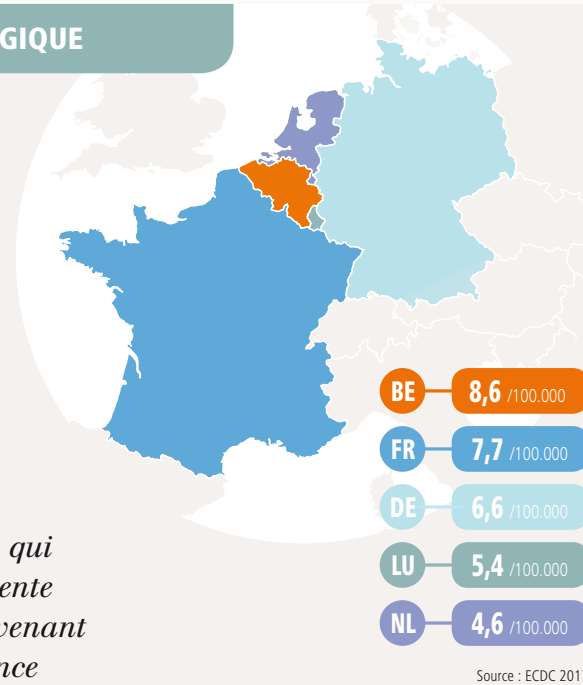 GIQUE
BE 8,6 /100.000
FR 7,7 /100.000
DE 6,6 /100.000
LU 5,4 /100.000
NL 4,6 /100.000
qui
ente
venant
nce
Source : ECDC 2017